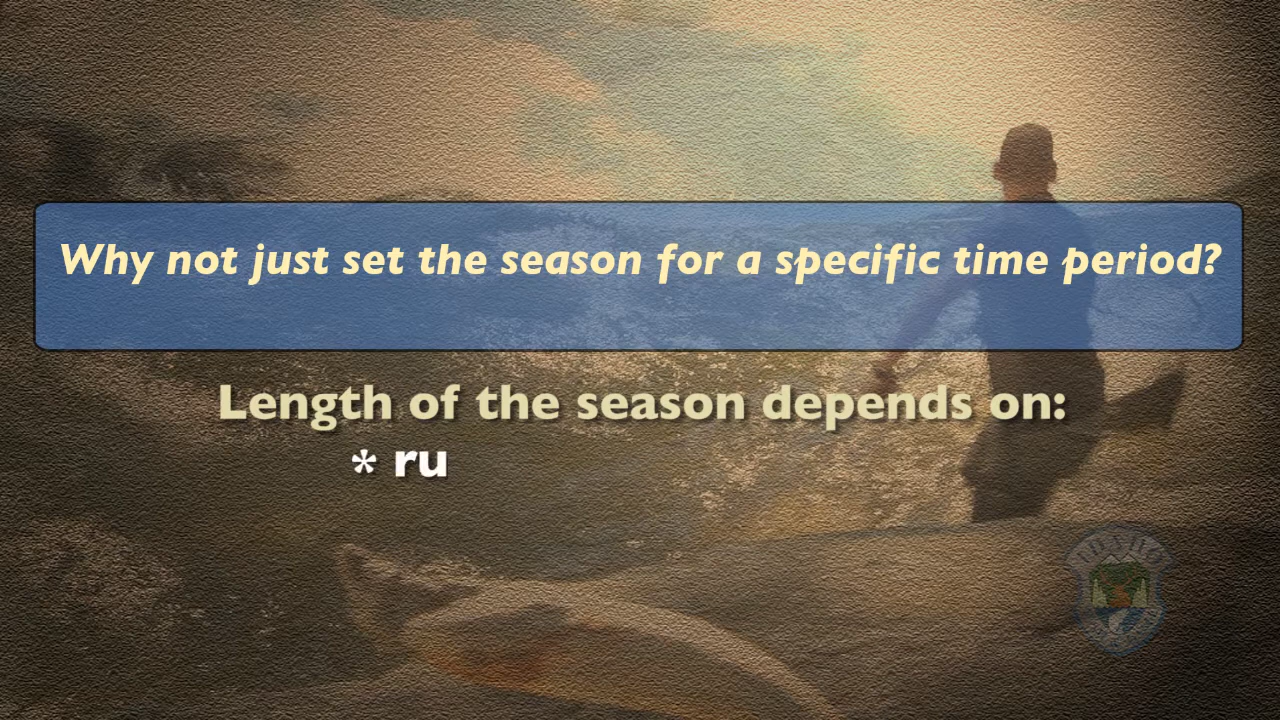 Why not just set the season for a specific time period?
Length of the season depends on:
* ru